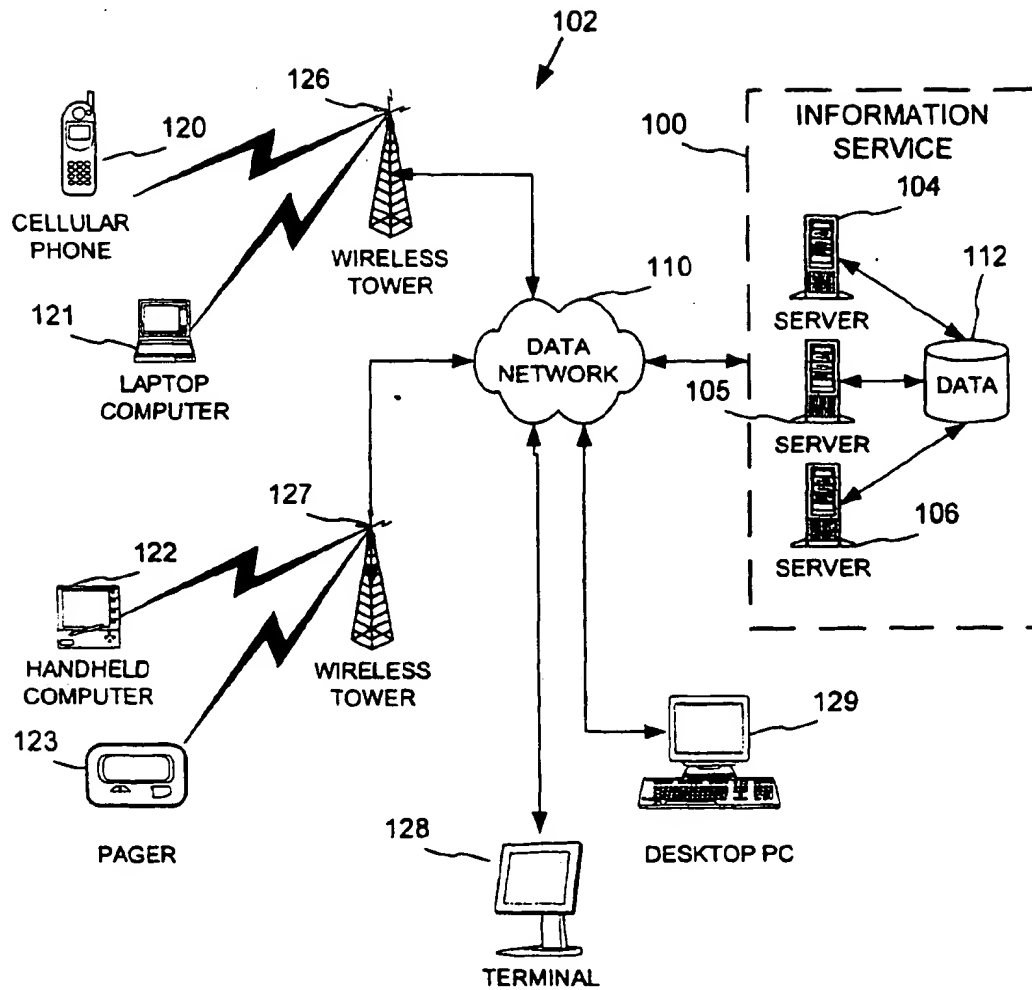 102
126
120
CELLULAR
PHONE
WIRELESS
TOWER
121
LAPTOP
COMPUTER
110
DATA
NETWORK
100
INFORMATION
SERVICE
104
SERVER
112
DATA
105
SERVER
106
SERVER
127
122
HANDHELD
COMPUTER
WIRELESS
TOWER
123
PAGER
129
DESKTOP PC
128
TERMINAL